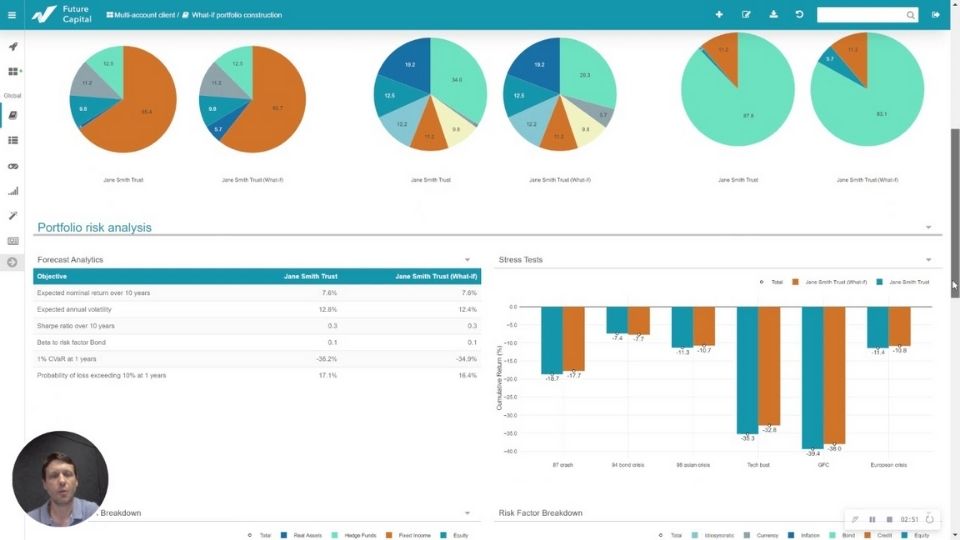 Future
Capital
Multi-account client / What-if portfolio construction
Global
12.5
11.2
9.9
65.4
12.5
11.2
9.9
5.7
60.7
19.2
12.5
12.2
11.2
9.8
34.0
19.2
12.5
12.2
11.2
9.8
5.7
29.3
11.2
87.8
11.2
5.7
83.1
Jane Smith Trust
Jane Smith Trust (What-if)
Jane Smith Trust
Jane Smith Trust (What-if)
Jane Smith Trust
Jane Smith Trust (What-if)
Portfolio risk analysis
Forecast Analytics
Objective Jane Smith Trust Jane Smith Trust (What-if)
Expected nominal return over 10 years 7.6% 7.6%
Expected annual volatility 12.8% 12.4%
Sharpe ratio over 10 years 0.3 0.3
Beta to risk factor Bond 0.1 0.1
1% CVaR at 1 years -36.2% -34.9%
Probability of loss exceeding 10% at 1 years 17.1% 16.4%
Stress Tests
Total Jane Smith Trust (What-if) Jane Smith Trust
Cumulative Return (%)
0.0
-5.0
-10.0
-15.0
-20.0
-25.0
-30.0
-35.0
-40.0
-18.7 -17.7
-7.4 -7.7
-11.3 -10.7
-35.3 -32.8
-39.4 -38.0
-11.4 -10.8
87 crash 94 bond crisis 98 asian crisis Tech bust GFC European crisis
Breakdown
Total Real Assets Hedge Funds Fixed Income Equity
Risk Factor Breakdown
Total Idiosyncratic Currency Inflation Bond Credit Equity
02:51